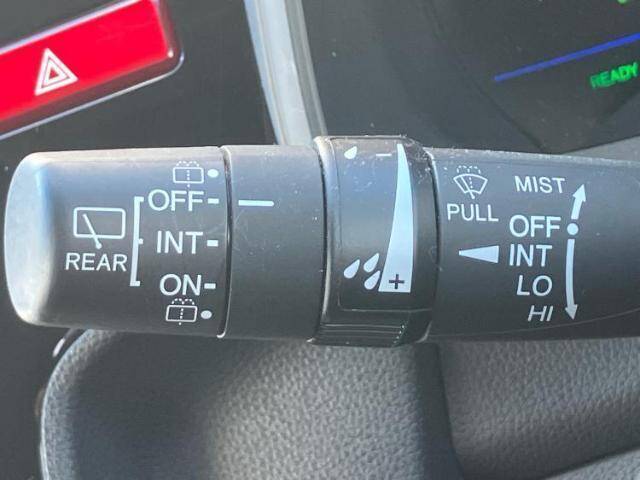 READY
OFF
INT
REAR
ON
- 
+
PULL
MIST
OFF
INT
LO
HI